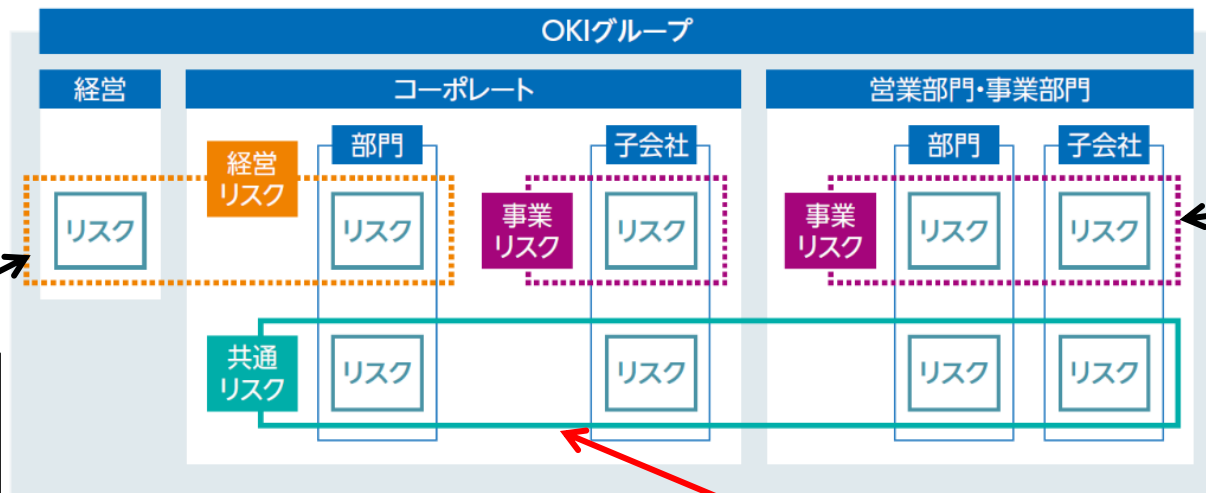 OKIグループ
経営
コーポレート
営業部門・事業部門
部門
子会社
部門
子会社
経営
リスク
リスク
リスク
事業
リスク
リスク
事業
リスク
リスク
リスク
共通
リスク
リスク
リスク
リスク
リスク